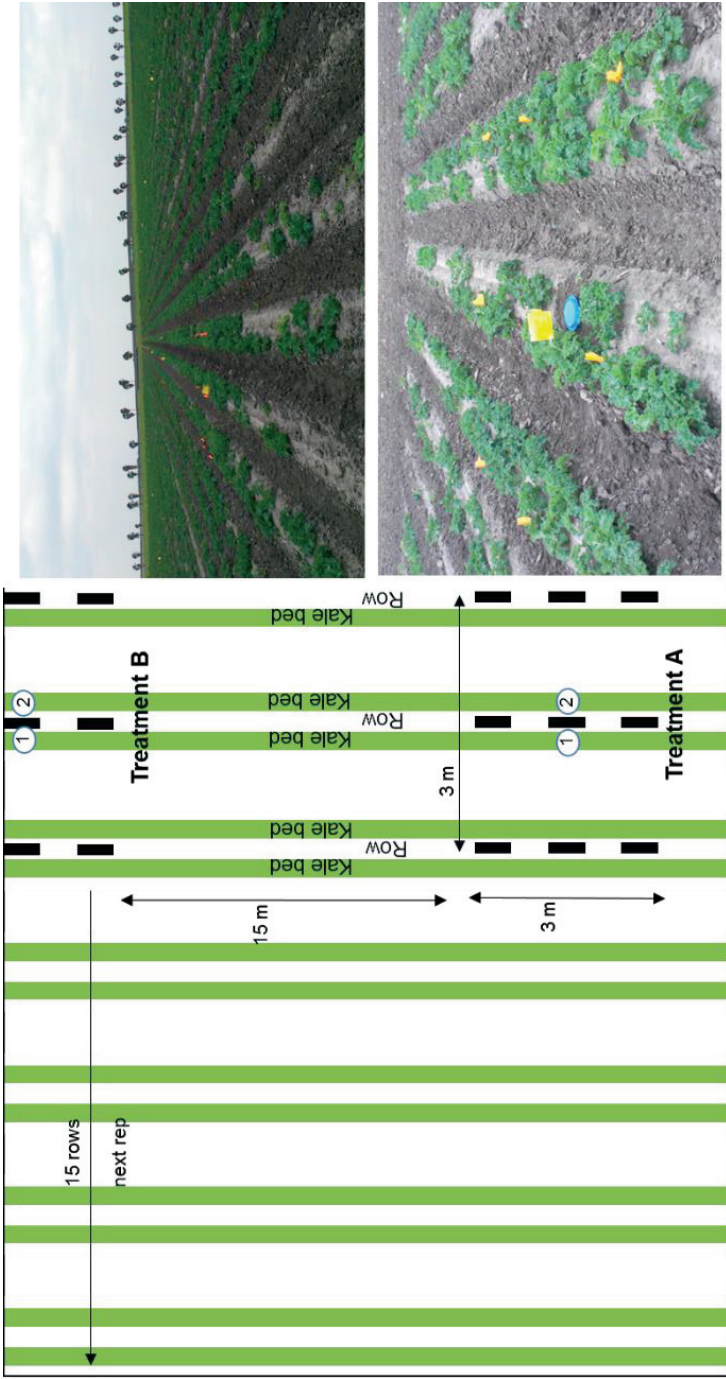 Treatment B
Treatment A
Kale bed
Row
Kale bed
Kale bed
Row
Kale bed
Kale bed
Row
Kale bed
1
2
1
2
3 m
15 m
3 m
15 rows
next rep